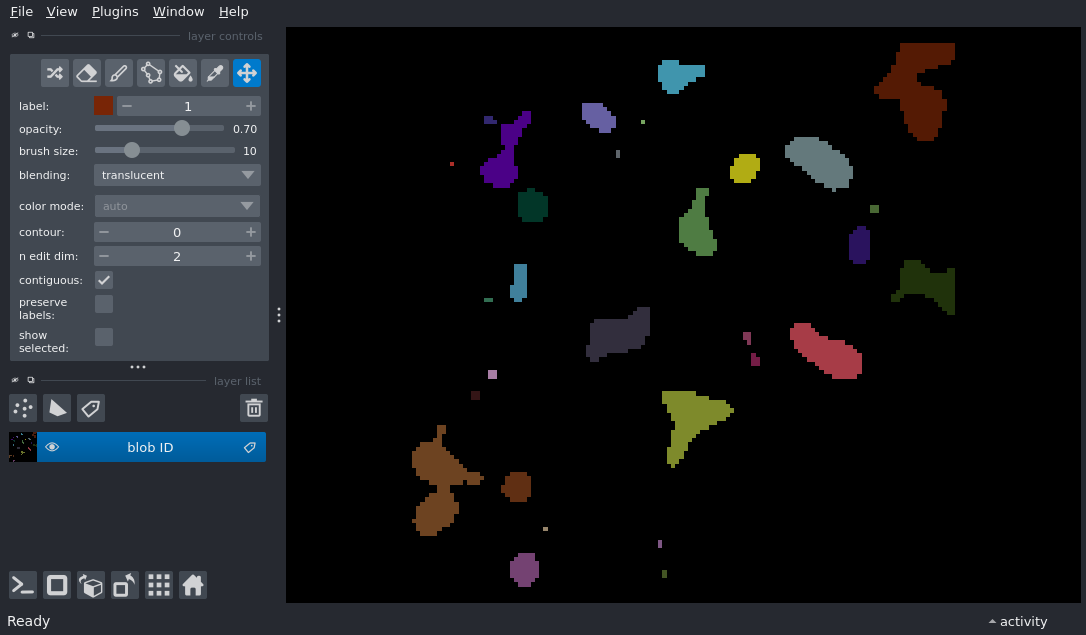 File View Plugins Window Help
layer controls
label: 1
opacity: 0.70
brush size: 10
blending: translucent
color mode: auto
contour: 0
n edit dim: 2
contiguous:
preserve
labels:
show
selected:
layer list
blob ID
Ready
activity